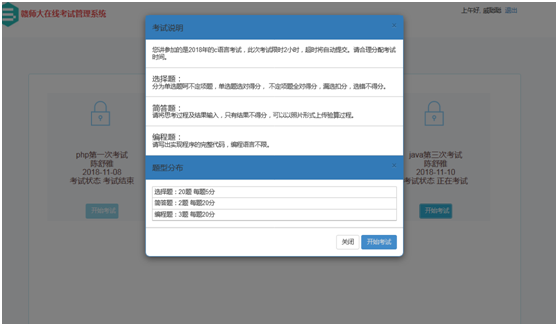 赣师大在线考试管理系统
上午好, 戚勤勤 退出
考试说明 ×
您讲参加的是2018年的c语言考试，此次考试限时2小时，超时将自动提交。请合理分配考试
时间。
选择题：
分为单选题呵不定项题，单选题选对得分， 不定项题全对得分，漏选扣分，选错不得分。
简答题：
请将思考过程及结果输入，只有结果不得分，可以以照片形式上传验算过程。
编程题：
请写出实现程序的完整代码，编程语言不限。
题型分布 ×
选择题：20题 每题5分
简答题：2题 每题20分
编程题：3题 每题20分
关闭 开始考试
php第一次考试
陈舒雅
2018-11-08
考试状态 考试结束
开始考试
java第三次考试
陈舒雅
2018-11-10
考试状态 正在考试
开始考试